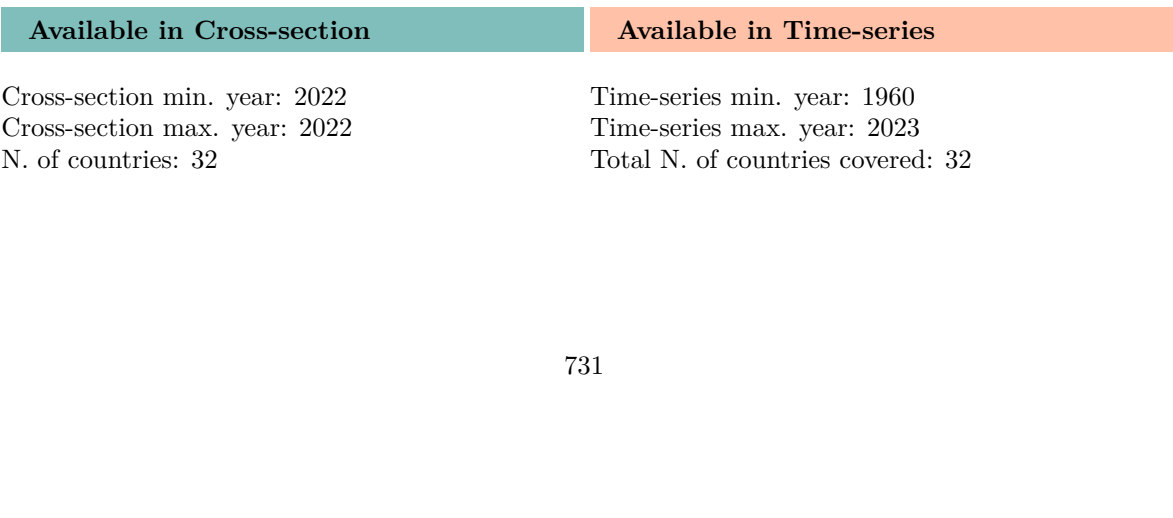 Available in Cross-section
Cross-section min. year: 2022
Cross-section max. year: 2022
N. of countries: 32
Available in Time-series
Time-series min. year: 1960
Time-series max. year: 2023
Total N. of countries covered: 32
731